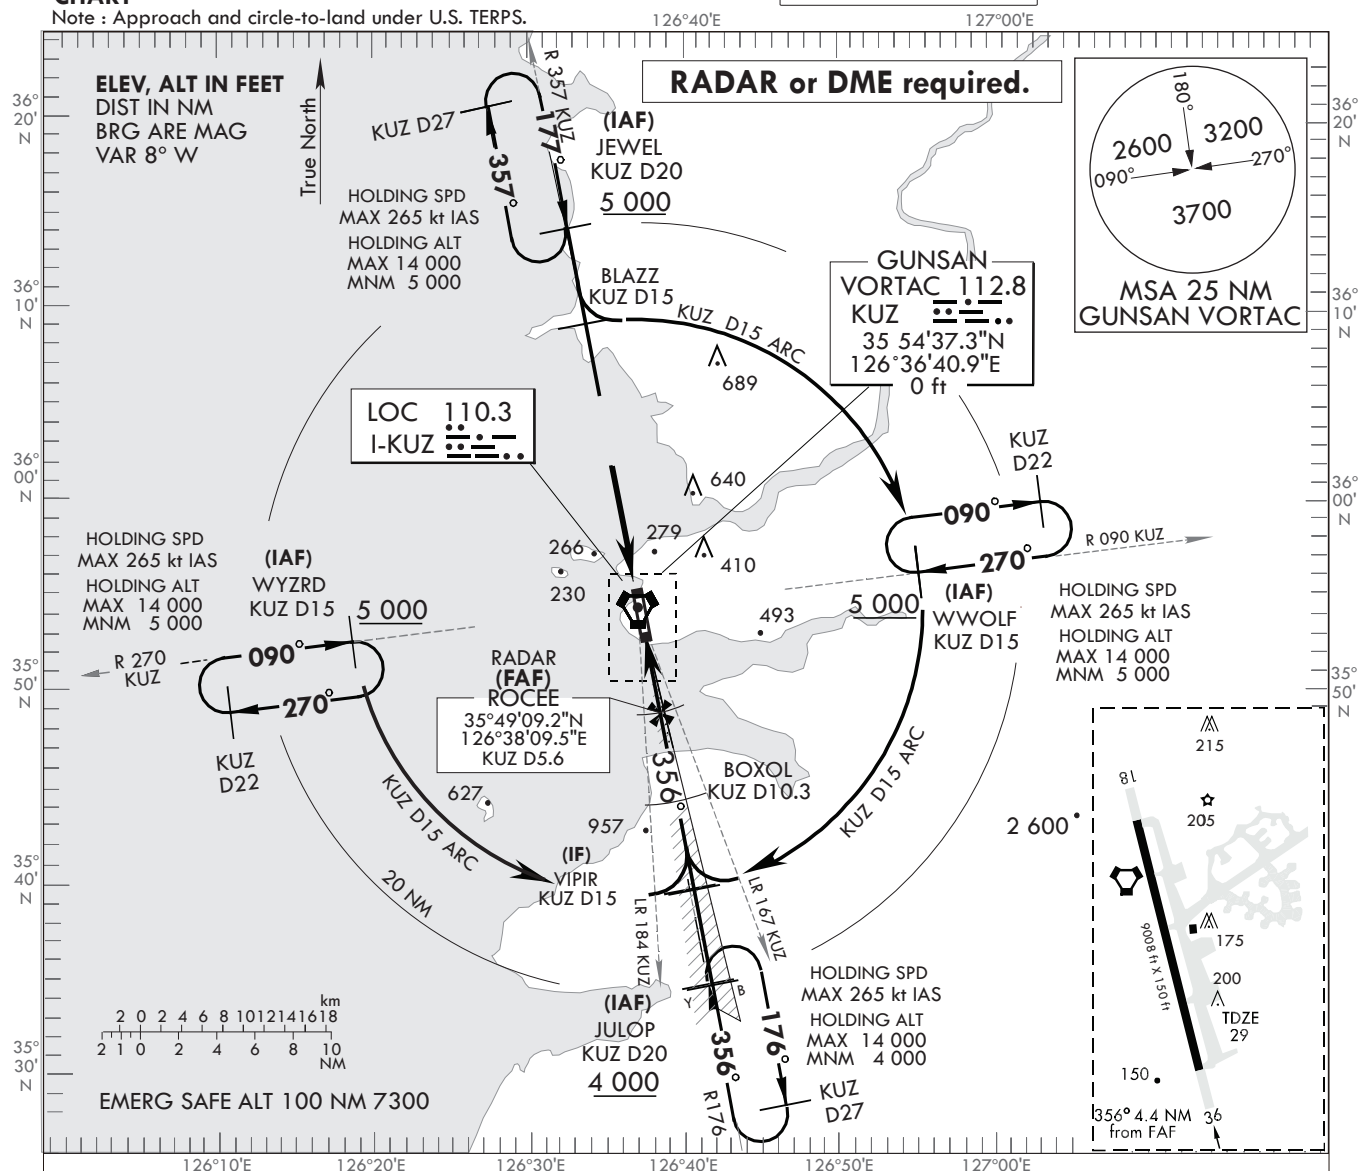 Note : Approach and circle-to-land under U.S. TERPS.
126°40'E
127°00'E
ELEV, ALT IN FEET
DIST IN NM
BRG ARE MAG
VAR 8° W
True North
RADAR or DME required.
36°
20'
N
36°
20'
N
R 357 KUZ
KUZ D27
177°
357°
(IAF)
JEWEL
KUZ D20
5 000
HOLDING SPD
MAX 265 kt IAS
HOLDING ALT
MAX 14 000
MNM 5 000
180°
2600
3200
090°
270°
3700
MSA 25 NM
GUNSAN VORTAC
36°
10'
N
36°
10'
N
BLAZZ
KUZ D15
KUZ D15 ARC
689
GUNSAN
VORTAC 112.8
KUZ
35 54'37.3"N
126°36'40.9"E
0 ft
LOC 110.3
I-KUZ
KUZ
D22
36°
00'
N
36°
00'
N
640
279
266
410
230
493
090°
270°
R 090 KUZ
(IAF)
WWOLF
KUZ D15
5 000
HOLDING SPD
MAX 265 kt IAS
HOLDING ALT
MAX 14 000
MNM 5 000
HOLDING SPD
MAX 265 kt IAS
HOLDING ALT
MAX 14 000
MNM 5 000
(IAF)
WYZRD
KUZ D15
5 000
R 270
KUZ
090°
270°
KUZ
D22
35°
50'
N
35°
50'
N
RADAR
(FAF)
ROCEE
35°49'09.2"N
126°38'09.5"E
KUZ D5.6
356°
BOXOL
KUZ D10.3
KUZ D15 ARC
KUZ D15 ARC
627
957
2 600
(IF)
VIPIR
KUZ D15
35°
40'
N
20 NM
LR 184 KUZ
LR 167 KUZ
Y
B
(IAF)
JULOP
KUZ D20
4 000
356°
R176
176°
HOLDING SPD
MAX 265 kt IAS
HOLDING ALT
MAX 14 000
MNM 4 000
KUZ
D27
35°
30'
N
km
2 0 2 4 6 8 10 12 14 16 18
2 1 0 2 4 6 8 10
NM
EMERG SAFE ALT 100 NM 7300
215
18
205
9008 ft X 150 ft
175
200
TDZE
29
150
356° 4.4 NM
from FAF
36
126°10'E
126°20'E
126°30'E
126°40'E
126°50'E
127°00'E